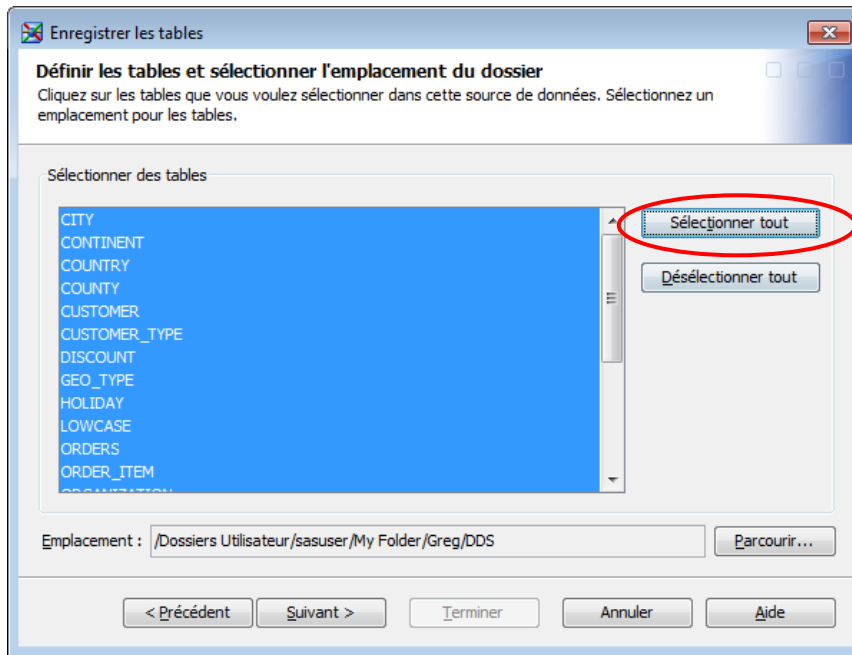 Enregistrer les tables
Définir les tables et sélectionner l'emplacement du dossier
Cliquez sur les tables que vous voulez sélectionner dans cette source de données. Sélectionnez un
emplacement pour les tables.
Sélectionner des tables
CITY
CONTINENT
COUNTRY
COUNTY
CUSTOMER
CUSTOMER_TYPE
DISCOUNT
GEO_TYPE
HOLIDAY
LOWCASE
ORDERS
ORDER_ITEM
ORGANIZATION
Sélectionner tout
Désélectionner tout
Emplacement : /Dossiers Utilisateur/sasuser/My Folder/Greg/DDS Parcourir...
< Précédent Suivant > Terminer Annuler Aide